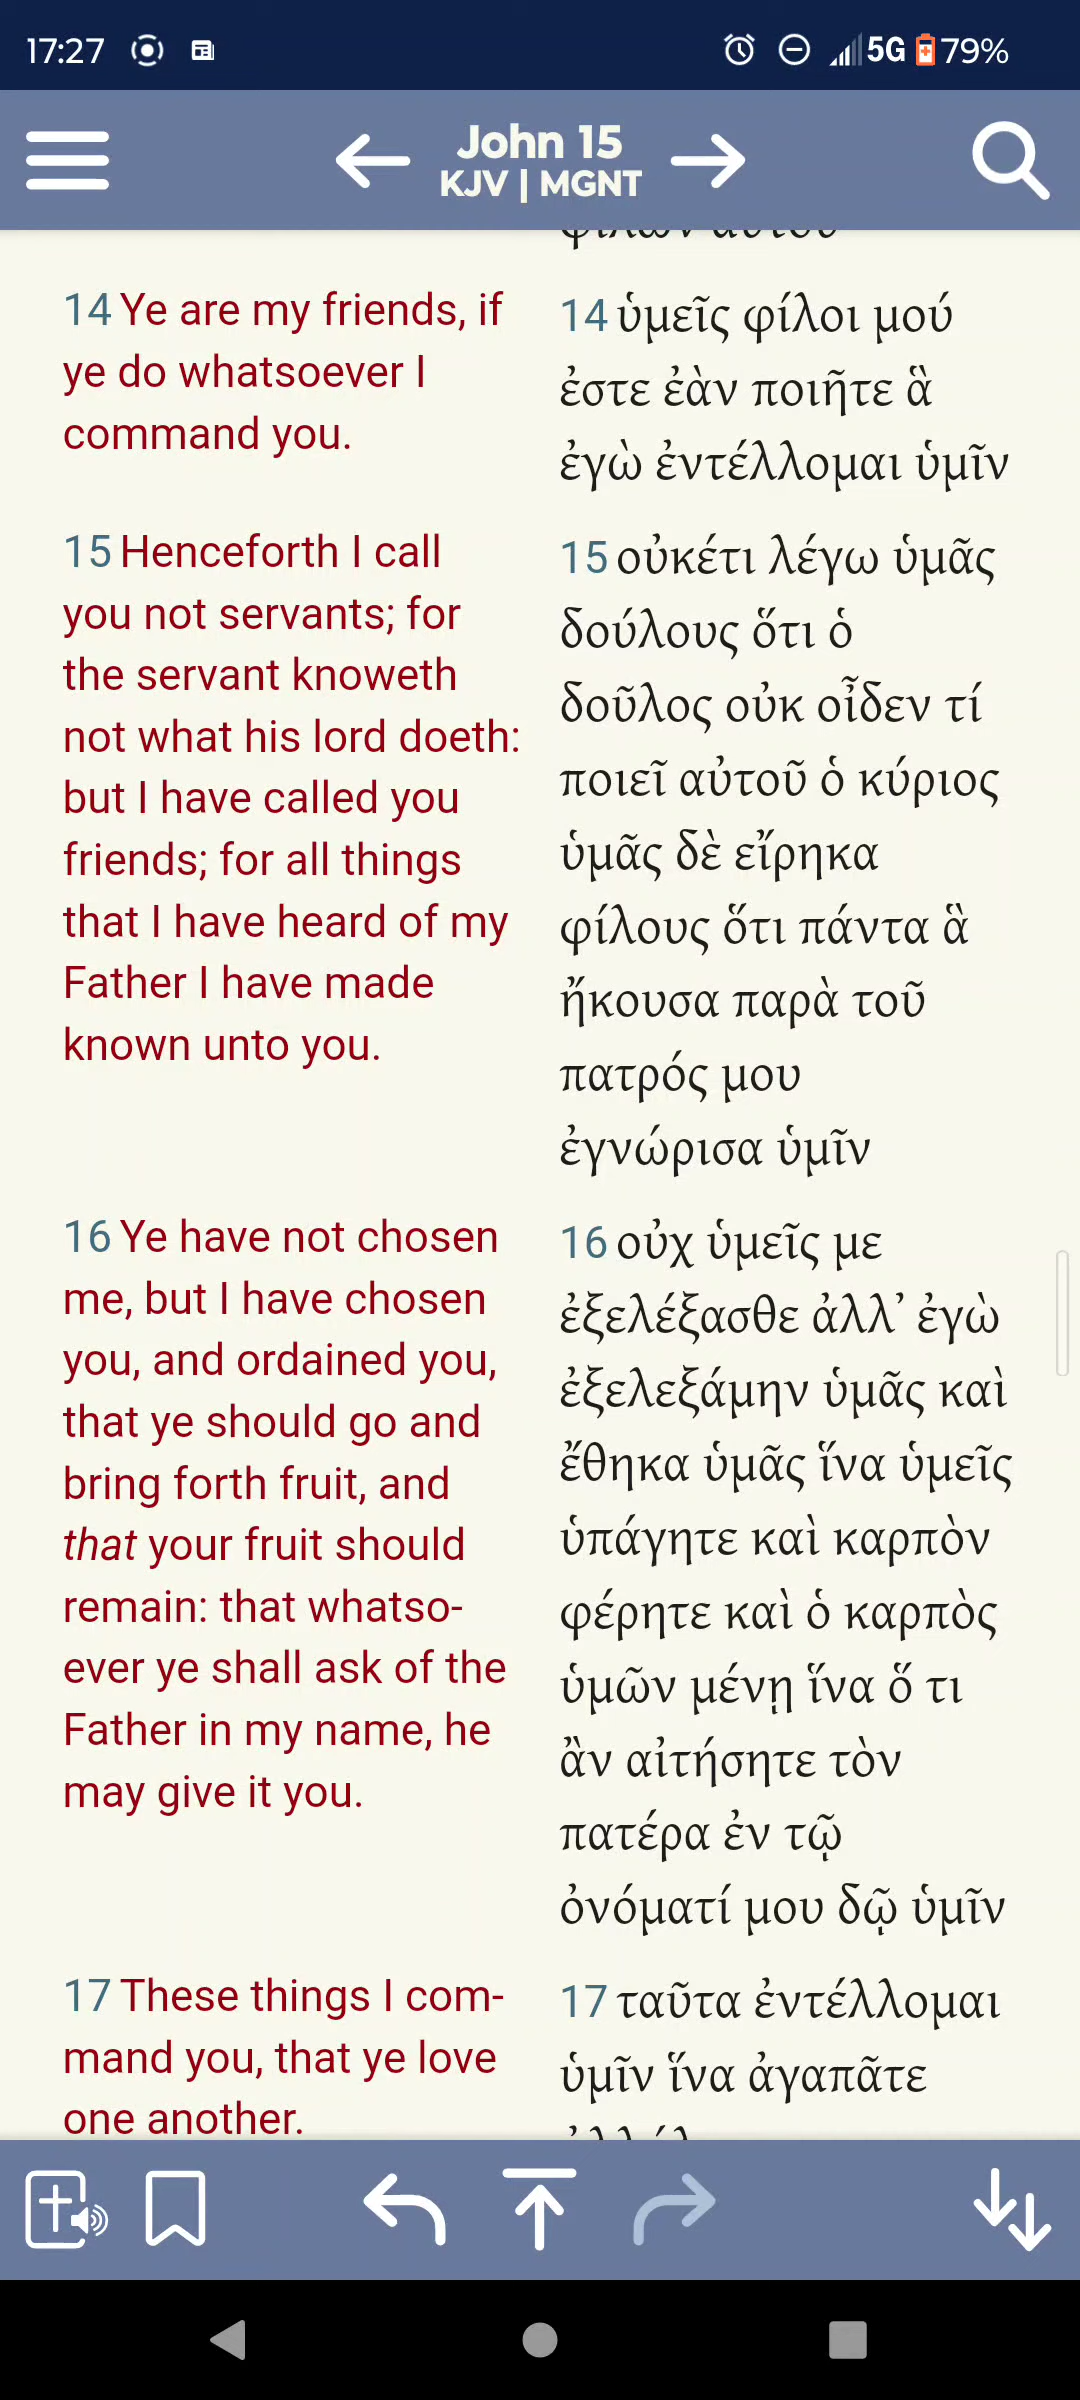 17:27
5G 79%
John 15
KJV | MGNT
14 Ye are my friends, if
ye do whatsoever I
command you.
15 Henceforth I call
you not servants; for
the servant knoweth
not what his lord doeth:
but I have called you
friends; for all things
that I have heard of my
Father I have made
known unto you.
16 Ye have not chosen
me, but I have chosen
you, and ordained you,
that ye should go and
bring forth fruit, and
that your fruit should
remain: that whatso-
ever ye shall ask of the
Father in my name, he
may give it you.
17 These things I com-
mand you, that ye love
one another.
14 ὑμεῖς φίλοι μού
ἐστε ἐὰν ποιῆτε ἃ
ἐγὼ ἐντέλλομαι ὑμῖν
15 οὐκέτι λέγω ὑμᾶς
δούλους ὅτι ὁ
δοῦλος οὐκ οἶδεν τί
ποιεῖ αὐτοῦ ὁ κύριος
ὑμᾶς δὲ εἴρηκα
φίλους ὅτι πάντα ἃ
ἤκουσα παρὰ τοῦ
πατρός μου
ἐγνώρισα ὑμῖν
16 οὐχ ὑμεῖς με
ἐξελέξασθε ἀλλ’ ἐγὼ
ἐξελεξάμην ὑμᾶς καὶ
ἔθηκα ὑμᾶς ἵνα ὑμεῖς
ὑπάγητε καὶ καρπὸν
φέρητε καὶ ὁ καρπὸς
ὑμῶν μένῃ ἵνα ὅ τι
ἂν αἰτήσητε τὸν
πατέρα ἐν τῷ
ὀνόματί μου δῷ ὑμῖν
17 ταῦτα ἐντέλλομαι
ὑμῖν ἵνα ἀγαπᾶτε